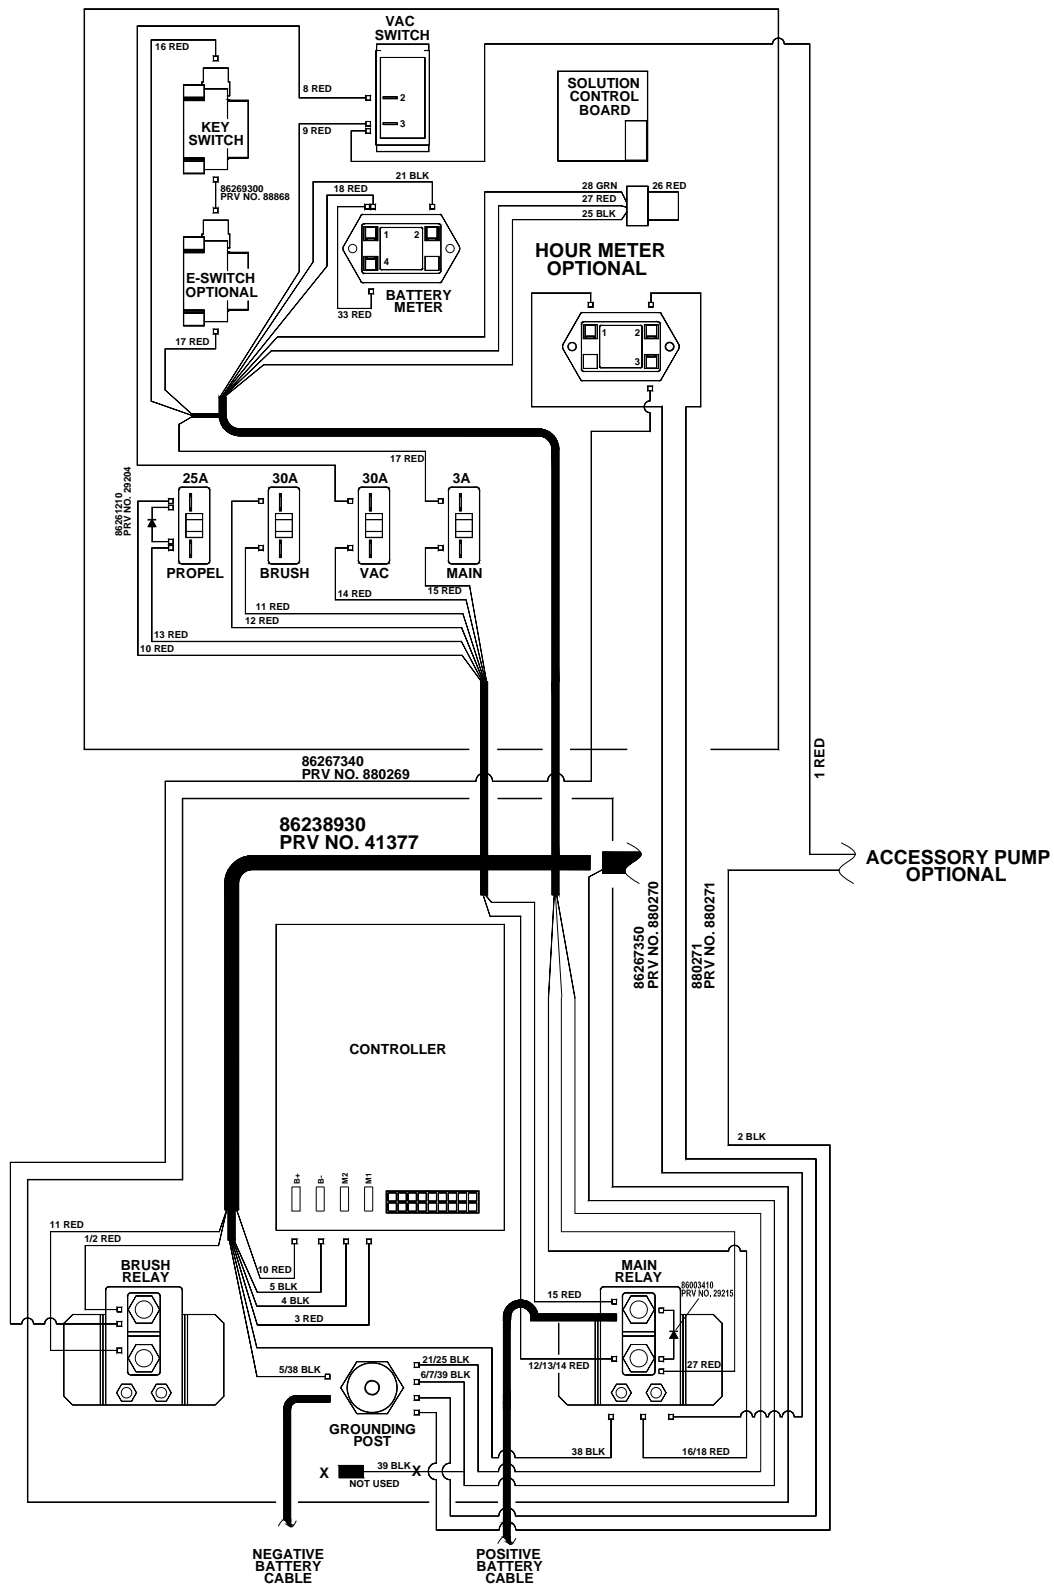 VAC
SWITCH
16 RED
8 RED
2
9 RED
3
SOLUTION
CONTROL
BOARD
KEY
SWITCH
86269300
PRV NO. 88868
21 BLK
18 RED
28 GRN
26 RED
27 RED
25 BLK
1
2
4
BATTERY
METER
33 RED
E-SWITCH
OPTIONAL
17 RED
HOUR METER
OPTIONAL
1
2
3
17 RED
86261210
PRV NO. 29204
25A
30A
30A
3A
PROPEL
BRUSH
VAC
MAIN
14 RED
15 RED
11 RED
12 RED
13 RED
10 RED
1 RED
86267340
PRV NO. 880269
86238930
PRV NO. 41377
ACCESSORY PUMP
OPTIONAL
86267350
PRV NO. 880270
880271
PRV NO. 880271
CONTROLLER
2 BLK
B+
B-
M2
M1
11 RED
1/2 RED
BRUSH
RELAY
10 RED
5 BLK
4 BLK
3 RED
MAIN
RELAY
86003410
PRV NO. 29215
15 RED
12/13/14 RED
27 RED
5/38 BLK
21/25 BLK
6/7/39 BLK
GROUNDING
POST
38 BLK
16/18 RED
X
39 BLK
X
NOT USED
NEGATIVE
BATTERY
CABLE
POSITIVE
BATTERY
CABLE